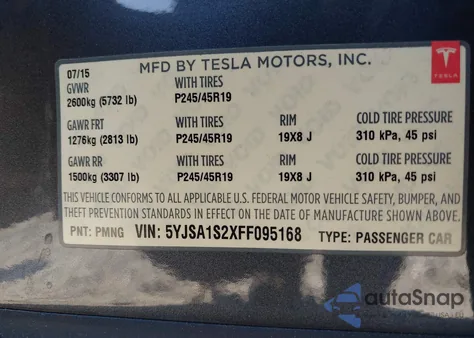 07/15
MFD BY TESLA MOTORS, INC.
TESLA
GVWR WITH TIRES
2600kg (5732 lb) P245/45R19
GAWR FRT WITH TIRES RIM COLD TIRE PRESSURE
1276kg (2813 lb) P245/45R19 19X8 J 310 kPa, 45 psi
GAWR RR WITH TIRES RIM COLD TIRE PRESSURE
1500kg (3307 lb) P245/45R19 19X8 J 310 kPa, 45 psi
THIS VEHICLE CONFORMS TO ALL APPLICABLE U.S. FEDERAL MOTOR VEHICLE SAFETY, BUMPER, AND
THEFT PREVENTION STANDARDS IN EFFECT ON THE DATE OF MANUFACTURE SHOWN ABOVE.
PNT: PMNG VIN: 5YJSA1S2XFF095168 TYPE: PASSENGER CAR
autoSnap